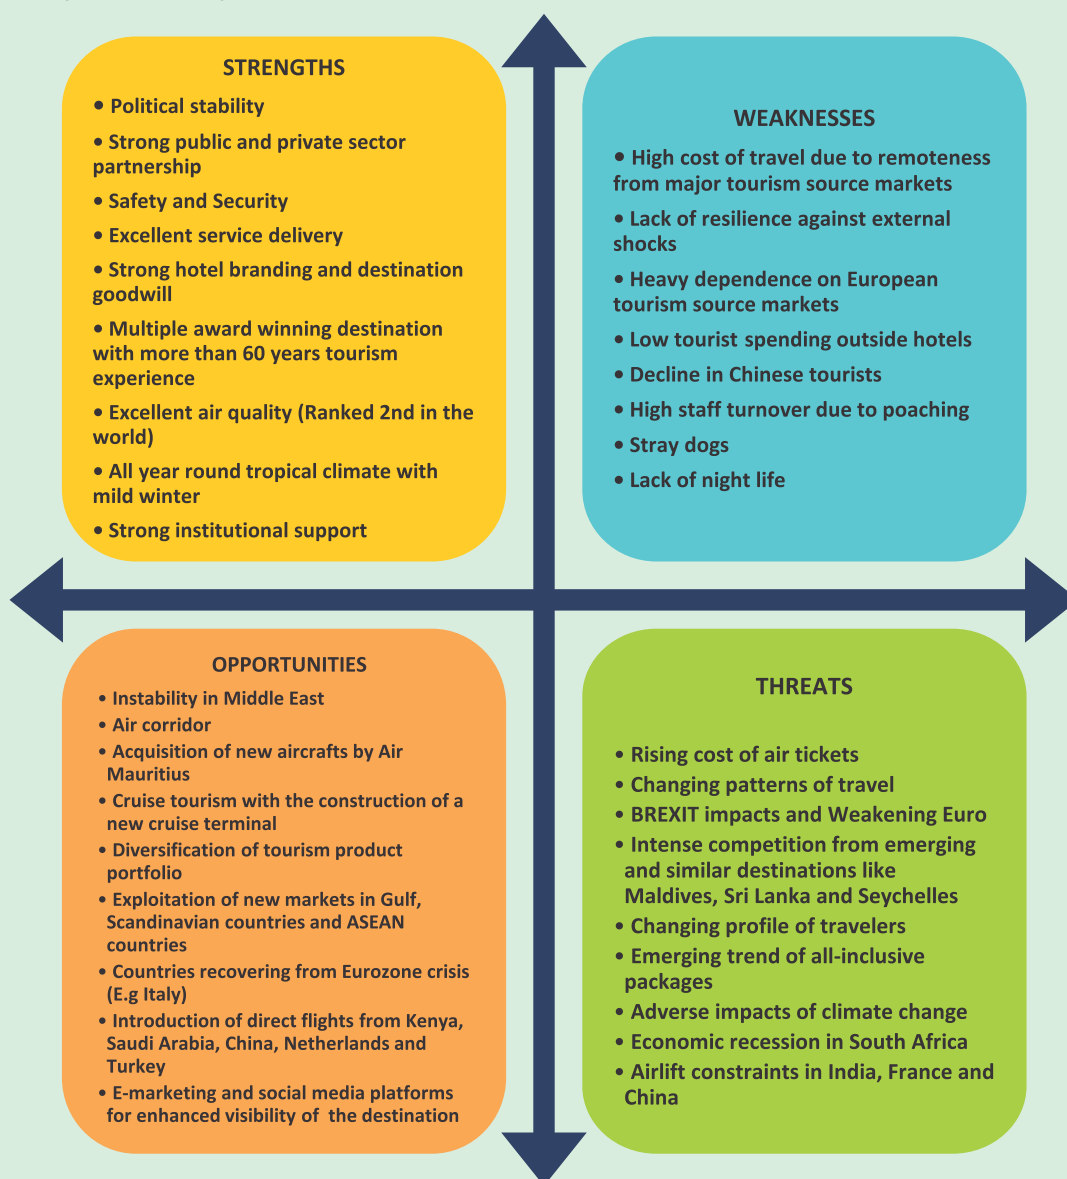 STRENGTHS
• Political stability
• Strong public and private sector
partnership
• Safety and Security
• Excellent service delivery
• Strong hotel branding and destination
goodwill
• Multiple award winning destination
with more than 60 years tourism
experience
• Excellent air quality (Ranked 2nd in the
world)
• All year round tropical climate with
mild winter
• Strong institutional support
WEAKNESSES
• High cost of travel due to remoteness
from major tourism source markets
• Lack of resilience against external
shocks
• Heavy dependence on European
tourism source markets
• Low tourist spending outside hotels
• Decline in Chinese tourists
• High staff turnover due to poaching
• Stray dogs
• Lack of night life
OPPORTUNITIES
• Instability in Middle East
• Air corridor
• Acquisition of new aircrafts by Air
Mauritius
• Cruise tourism with the construction of a
new cruise terminal
• Diversification of tourism product
portfolio
• Exploitation of new markets in Gulf,
Scandinavian countries and ASEAN
countries
• Countries recovering from Eurozone crisis
(E.g Italy)
• Introduction of direct flights from Kenya,
Saudi Arabia, China, Netherlands and
Turkey
• E-marketing and social media platforms
for enhanced visibility of the destination
THREATS
• Rising cost of air tickets
• Changing patterns of travel
• BREXIT impacts and Weakening Euro
• Intense competition from emerging
and similar destinations like
Maldives, Sri Lanka and Seychelles
• Changing profile of travelers
• Emerging trend of all-inclusive
packages
• Adverse impacts of climate change
• Economic recession in South Africa
• Airlift constraints in India, France and
China